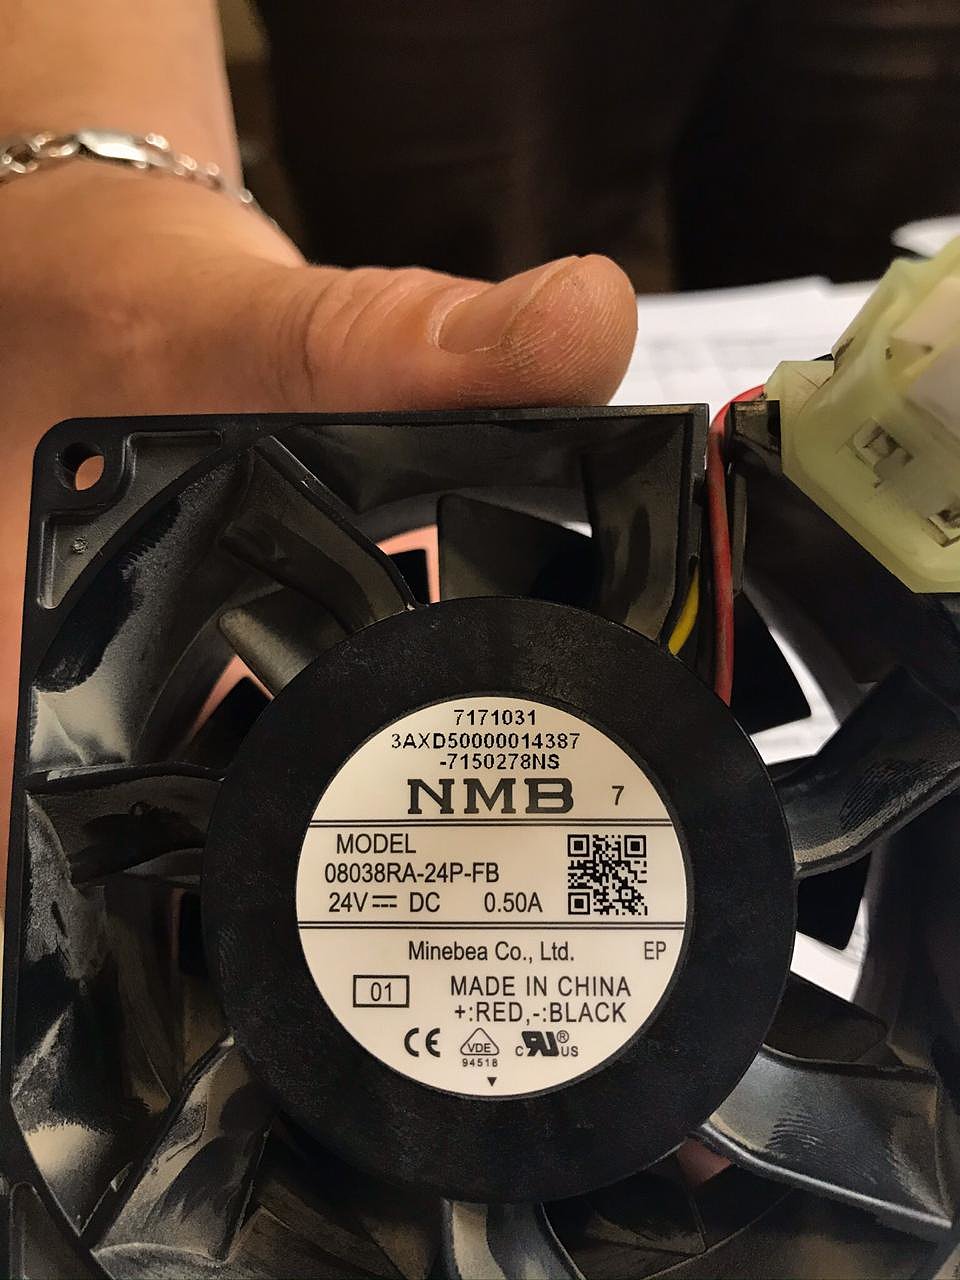 7171031
3AXD50000014387
-7150278NS
NMB 7
MODEL
08038RA-24P-FB
24V⎓ DC 0.50A
Minebea Co., Ltd. EP
01 MADE IN CHINA
+:RED,-:BLACK
CE VDE c RU ® US
94518